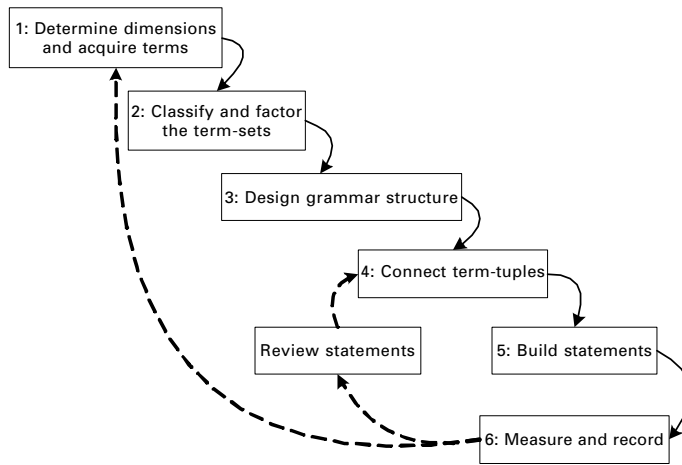 1: Determine dimensions
and acquire terms
2: Classify and factor
the term-sets
3: Design grammar structure
4: Connect term-tuples
Review statements
5: Build statements
6: Measure and record